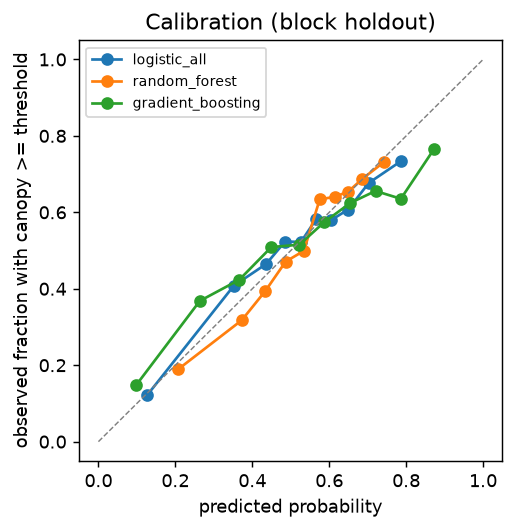 Calibration (block holdout)
observed fraction with canopy >= threshold
1.0
0.8
0.6
0.4
0.2
0.0
logistic_all
random_forest
gradient_boosting
0.0 0.2 0.4 0.6 0.8 1.0
predicted probability